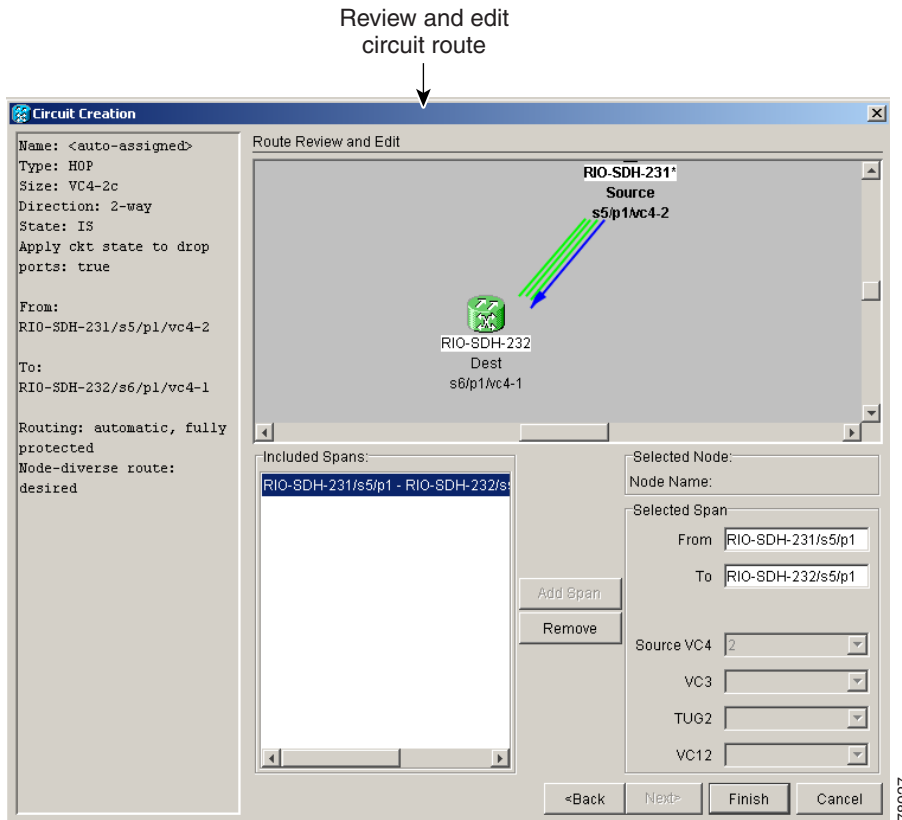 Review and edit
circuit route
Circuit Creation
Name: <auto-assigned>
Type: HOP
Size: VC4-2c
Direction: 2-way
State: IS
Apply ckt state to drop
ports: true
From:
RIO-SDH-231/s5/p1/vc4-2
To:
RIO-SDH-232/s6/p1/vc4-1
Routing: automatic, fully
protected
Node-diverse route:
desired
Route Review and Edit
RIO-SDH-231*
Source
s5/p1/vc4-2
RIO-SDH-232
Dest
s6/p1/vc4-1
Included Spans:
RIO-SDH-231/s5/p1 - RIO-SDH-232/s
Add Span
Remove
Selected Node:
Node Name:
Selected Span
From RIO-SDH-231/s5/p1
To RIO-SDH-232/s5/p1
Source VC4 2
VC3
TUG2
VC12
<Back
Next>
Finish
Cancel